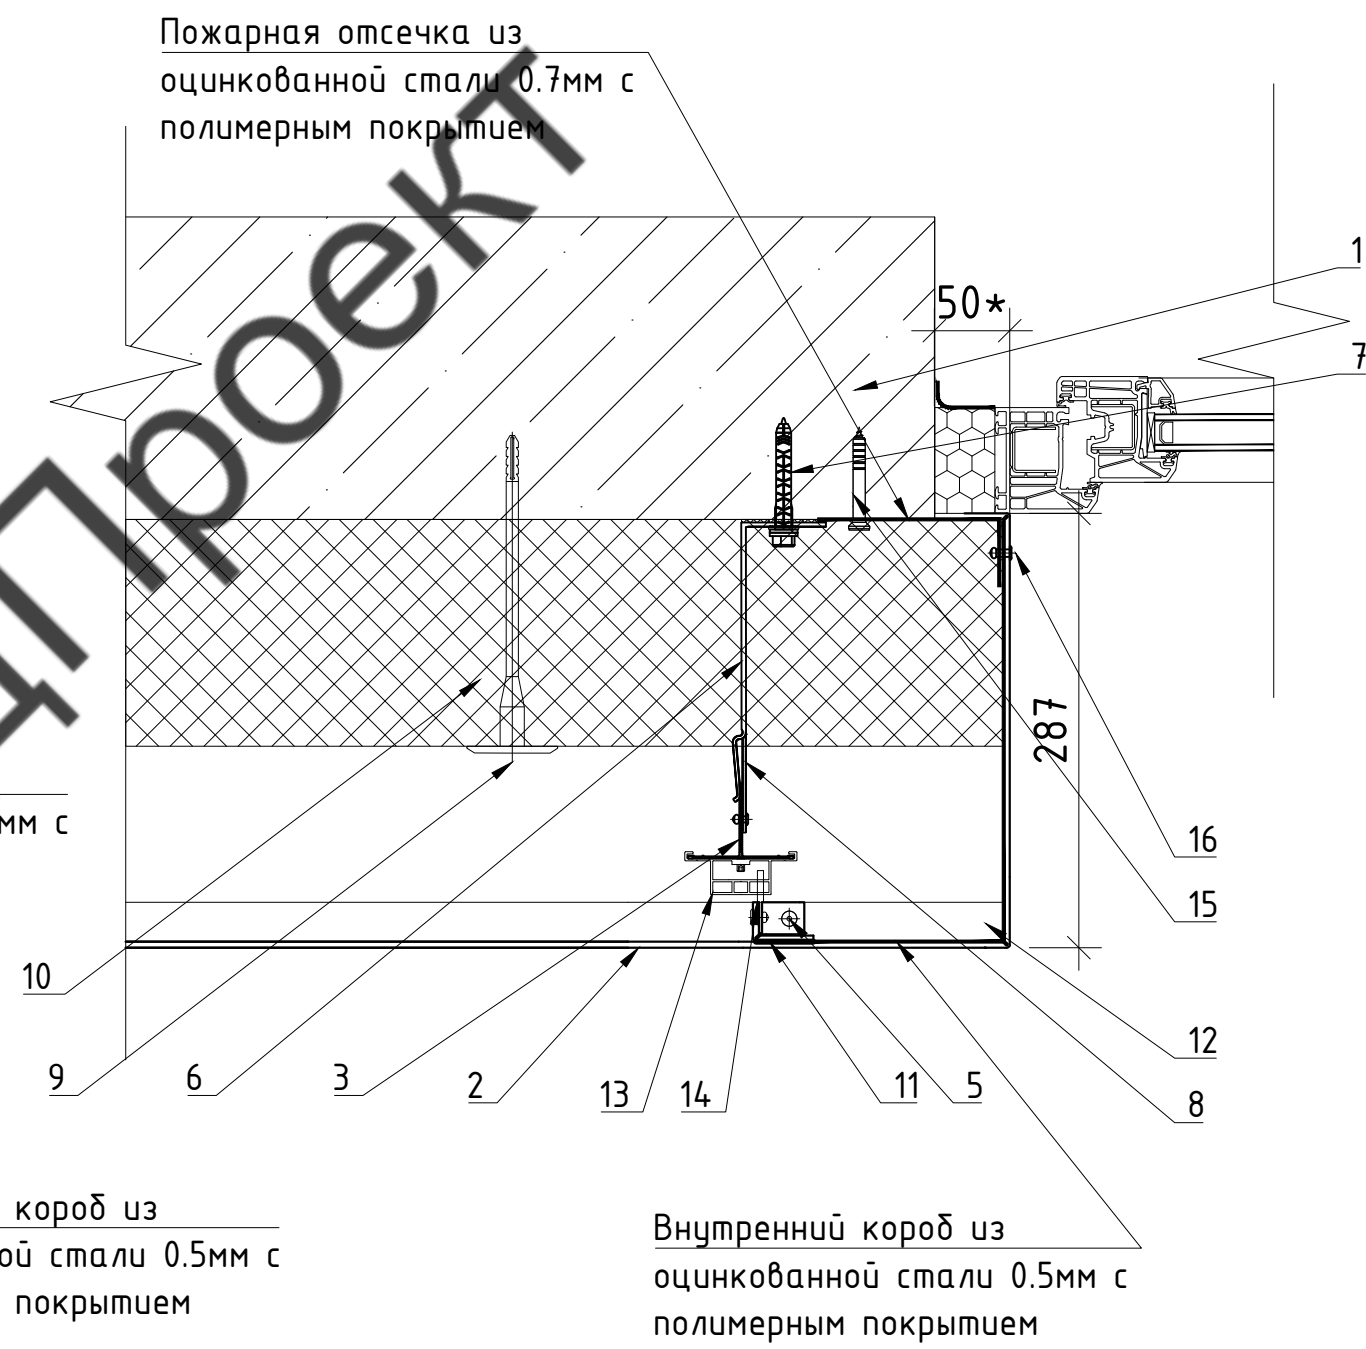 Пожарная отсечка из
оцинкованной стали 0.7мм с
полимерным покрытием
Проект
50*
1
7
287
мм с
16
15
10
12
9
6
3
2
13
14
11
5
8
короб из
ой стали 0.5мм с
покрытием
Внутренний короб из
оцинкованной стали 0.5мм с
полимерным покрытием